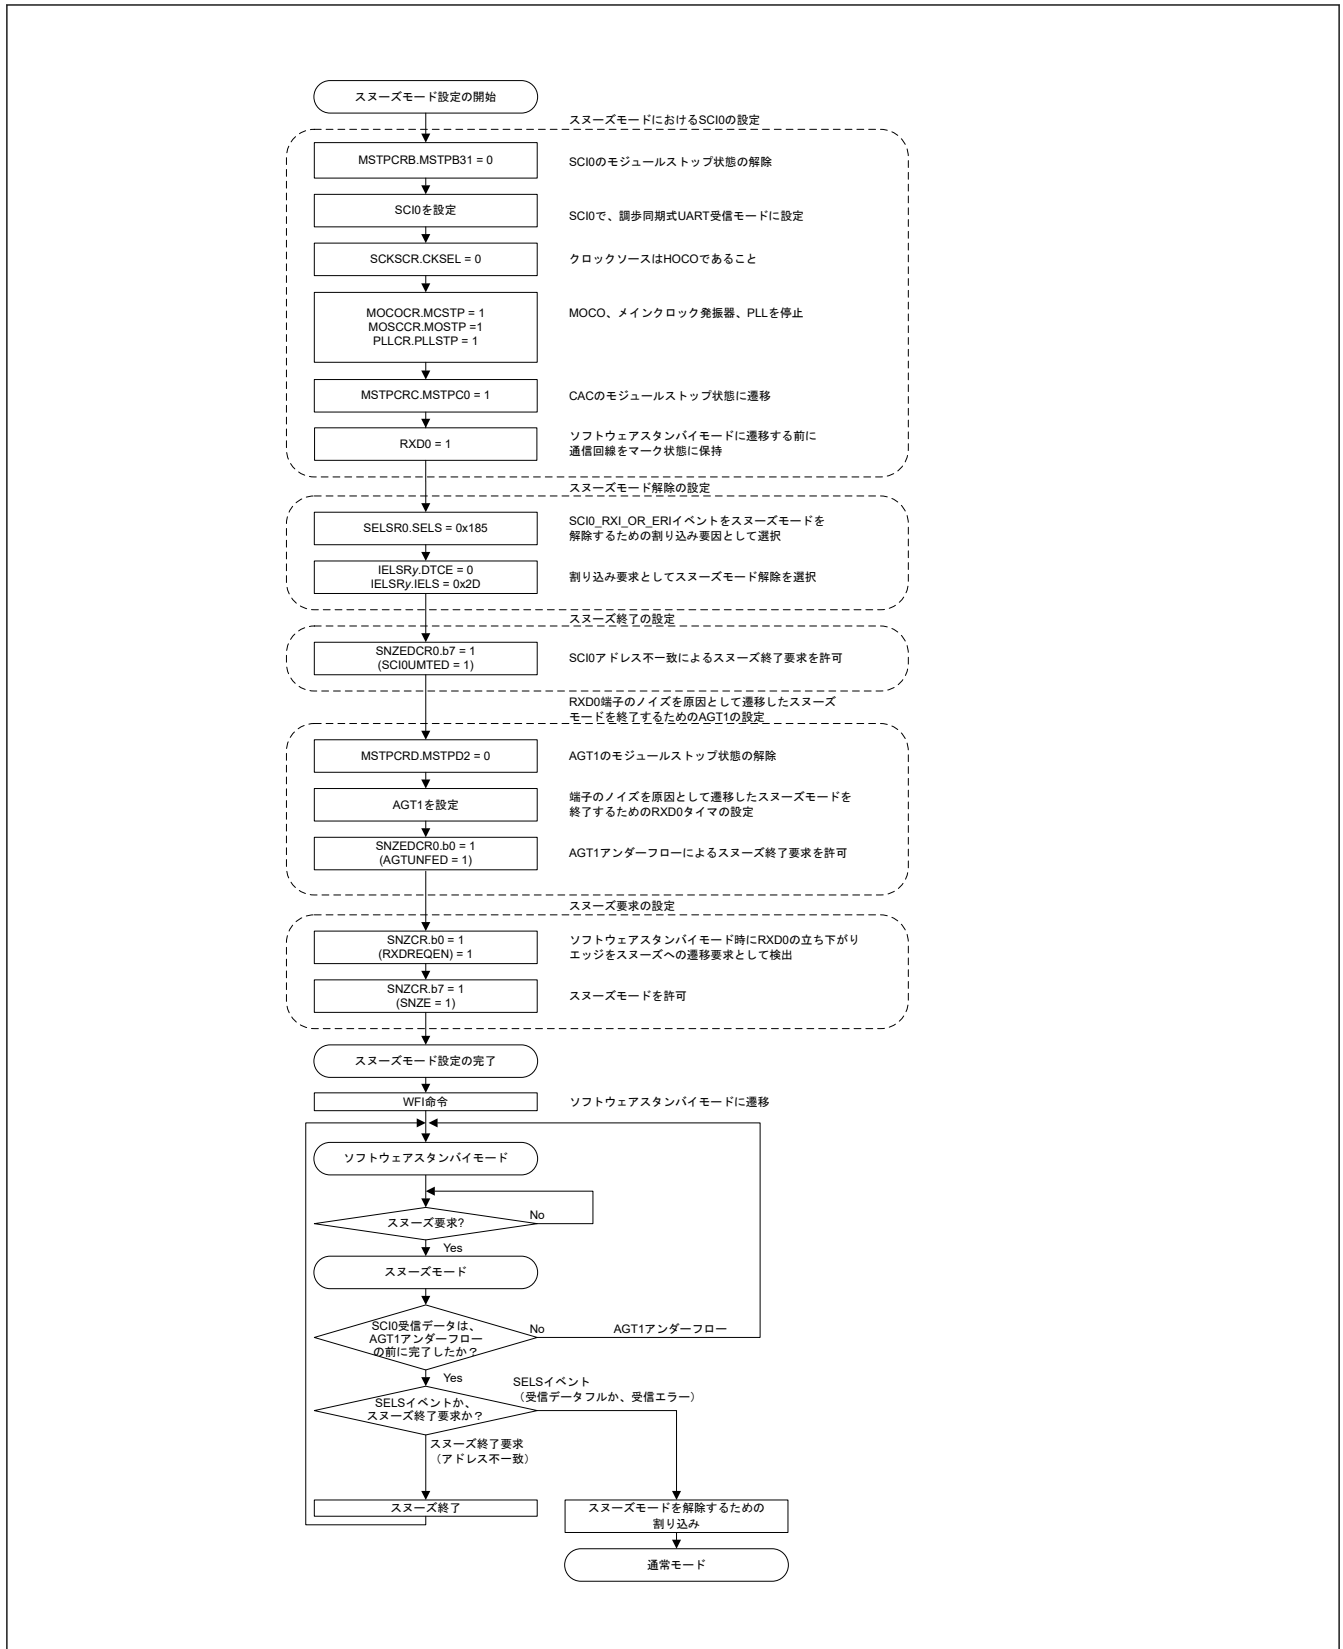 スヌーズモード設定の開始
スヌーズモードにおけるSCI0の設定
MSTPCRB.MSTPB31 = 0
SCI0のモジュールストップ状態の解除
SCI0を設定
SCI0で、調歩同期式UART受信モードに設定
SCKSCR.CKSEL = 0
クロックソースはHOCOであること
MOCOCR.MCSTP = 1
MOSCCR.MOSTP =1
PLLCR.PLLSTP = 1
MOCO、メインクロック発振器、PLLを停止
MSTPCRC.MSTPC0 = 1
CACのモジュールストップ状態に遷移
RXD0 = 1
ソフトウェアスタンバイモードに遷移する前に
通信回線をマーク状態に保持
スヌーズモード解除の設定
SELSR0.SELS = 0x185
SCI0_RXI_OR_ERIイベントをスヌーズモードを
解除するための割り込み要因として選択
IELSRy.DTCE = 0
IELSRy.IELS = 0x2D
割り込み要求としてスヌーズモード解除を選択
スヌーズ終了の設定
SNZEDCR0.b7 = 1
(SCI0UMTED = 1)
SCI0アドレス不一致によるスヌーズ終了要求を許可
RXD0端子のノイズを原因として遷移したスヌーズ
モードを終了するためのAGT1の設定
MSTPCRD.MSTPD2 = 0
AGT1のモジュールストップ状態の解除
AGT1を設定
端子のノイズを原因として遷移したスヌーズモードを
終了するためのRXD0タイマの設定
SNZEDCR0.b0 = 1
(AGTUNFED = 1)
AGT1アンダーフローによるスヌーズ終了要求を許可
スヌーズ要求の設定
SNZCR.b0 = 1
(RXDREQEN) = 1
ソフトウェアスタンバイモード時にRXD0の立ち下がり
エッジをスヌーズへの遷移要求として検出
SNZCR.b7 = 1
(SNZE = 1)
スヌーズモードを許可
スヌーズモード設定の完了
WFI命令
ソフトウェアスタンバイモードに遷移
ソフトウェアスタンバイモード
スヌーズ要求?
No
Yes
スヌーズモード
SCI0受信データは、
AGT1アンダーフロー
の前に完了したか？
No
AGT1アンダーフロー
Yes
SELSイベントか、
スヌーズ終了要求か？
SELSイベント
（受信データフルか、受信エラー）
スヌーズ終了要求
（アドレス不一致）
スヌーズ終了
スヌーズモードを解除するための
割り込み
通常モード